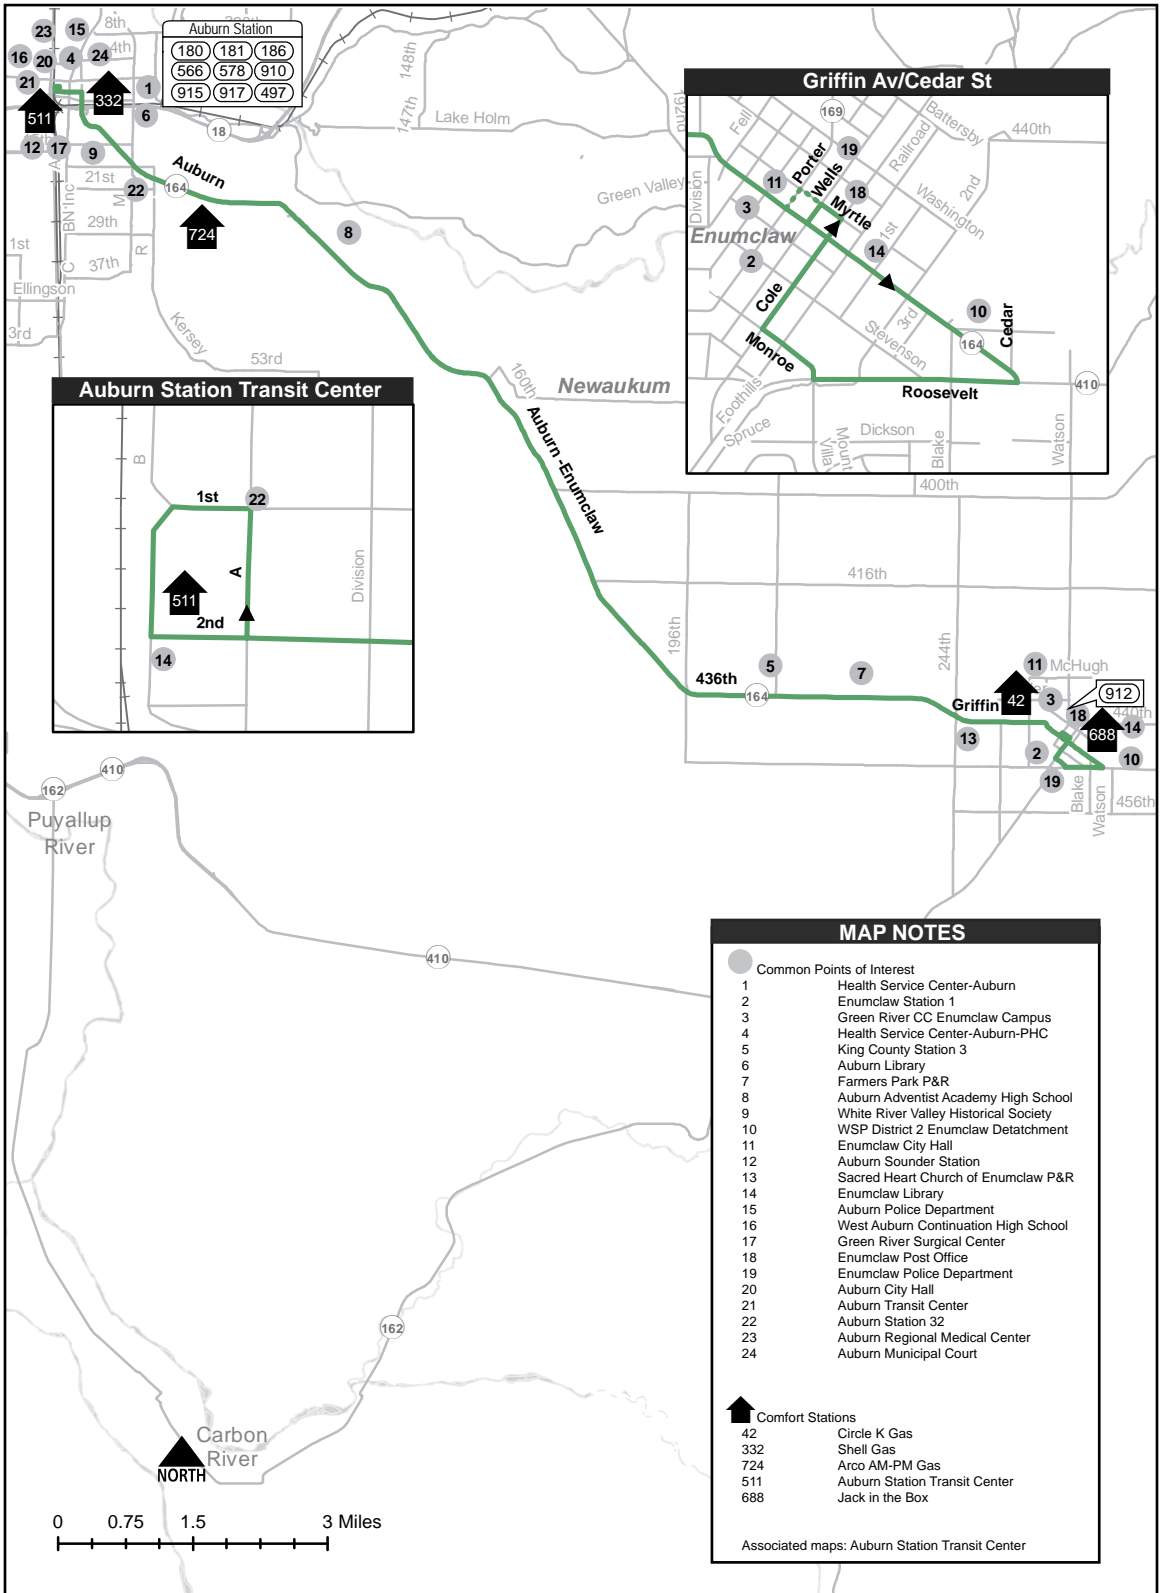 23
15
8th
16
20
4
24
4th
21
332
1
511
6
12
17
9
Auburn Station
180 181 186
566 578 910
915 917 497
18
148th
147th
Lake Holm
192nd
Green Valley
Auburn
164
724
8
A
21st
22
M
BN Inc
29th
R
C
37th
1st
Ellingson
3rd
Kersey
53rd
160th
Newaukum
Auburn-Enumclaw
Griffin Av/Cedar St
169
Battersby
440th
Fell
Railroad
19
Porter
Wells
11
18
2nd
Division
Washington
3
Myrtle
1st
Enumclaw
14
2
Cole
10
3rd
Cedar
Stevenson
164
Monroe
410
Roosevelt
Foothills
Spruce
Mount Villa
Dickson
Blake
Watson
Auburn Station Transit Center
B
1st
22
A
Division
511
2nd
14
400th
416th
196th
244th
5
7
436th
164
Griffin
13
11
McHugh
42
3
912
18
440th
14
688
2
10
19
Blake
Watson
456th
410
162
Puyallup
River
410
162
Carbon
River
NORTH
0 0.75 1.5 3 Miles
MAP NOTES
Common Points of Interest
1 Health Service Center-Auburn
2 Enumclaw Station 1
3 Green River CC Enumclaw Campus
4 Health Service Center-Auburn-PHC
5 King County Station 3
6 Auburn Library
7 Farmers Park P&R
8 Auburn Adventist Academy High School
9 White River Valley Historical Society
10 WSP District 2 Enumclaw Detatchment
11 Enumclaw City Hall
12 Auburn Sounder Station
13 Sacred Heart Church of Enumclaw P&R
14 Enumclaw Library
15 Auburn Police Department
16 West Auburn Continuation High School
17 Green River Surgical Center
18 Enumclaw Post Office
19 Enumclaw Police Department
20 Auburn City Hall
21 Auburn Transit Center
22 Auburn Station 32
23 Auburn Regional Medical Center
24 Auburn Municipal Court
Comfort Stations
42 Circle K Gas
332 Shell Gas
724 Arco AM-PM Gas
511 Auburn Station Transit Center
688 Jack in the Box
Associated maps: Auburn Station Transit Center